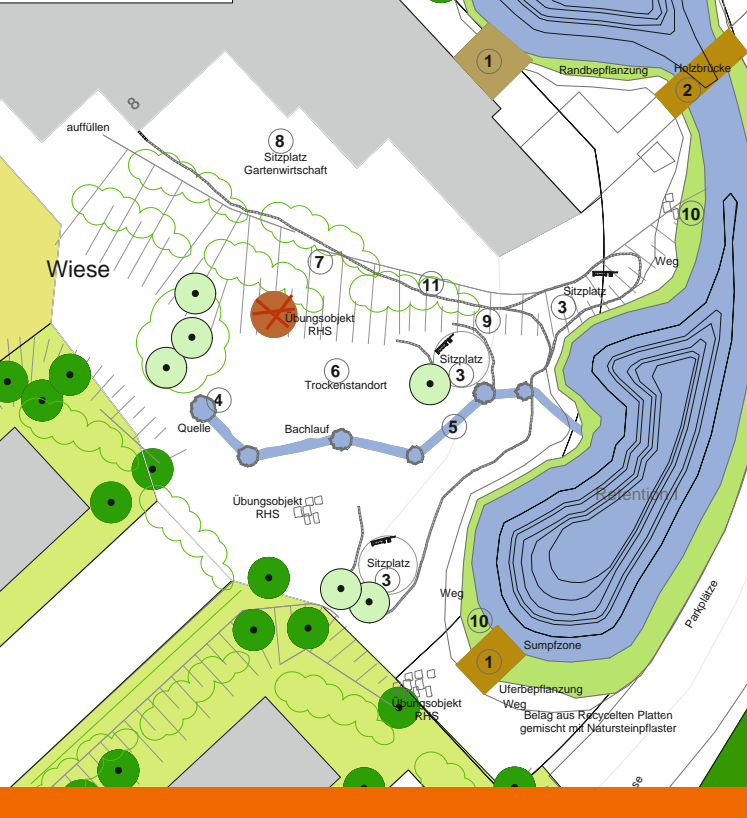 1
Randbepflanzung
Holzbrücke
2
8
auffüllen
8
Sitzplatz
Gartenwirtschaft
10
Wiese
7
Weg
11
Sitzplatz
3
9
Übungsobjekt
RHS
Sitzplatz
3
6
Trockenstandort
4
Quelle
Bachlauf
5
Retention I
Übungsobjekt
RHS
Sitzplatz
3
Weg
Parkplätze
10
Sumpfzone
1
Uferbepflanzung
Übungsobjekt
RHS
Weg
Belag aus Recycelten Platten
gemischt mit Natursteinpflaster
se